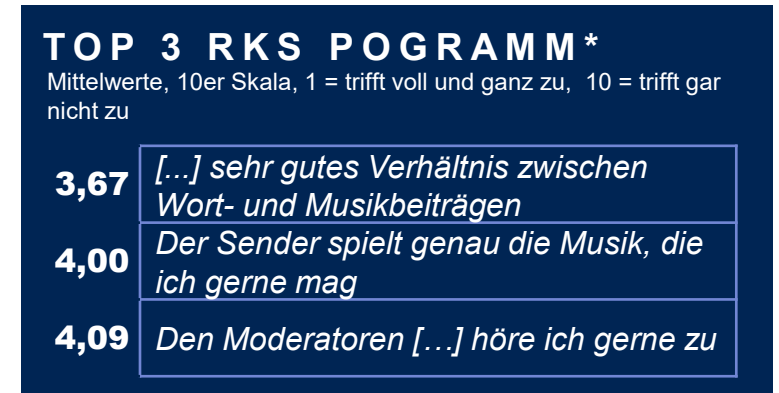 TOP 3 RKS POGRAMM*
Mittelwerte, 10er Skala, 1 = trifft voll und ganz zu, 10 = trifft gar
nicht zu
3,67
[...] sehr gutes Verhältnis zwischen
Wort- und Musikbeiträgen
4,00
Der Sender spielt genau die Musik, die
ich gerne mag
4,09
Den Moderatoren […] höre ich gerne zu